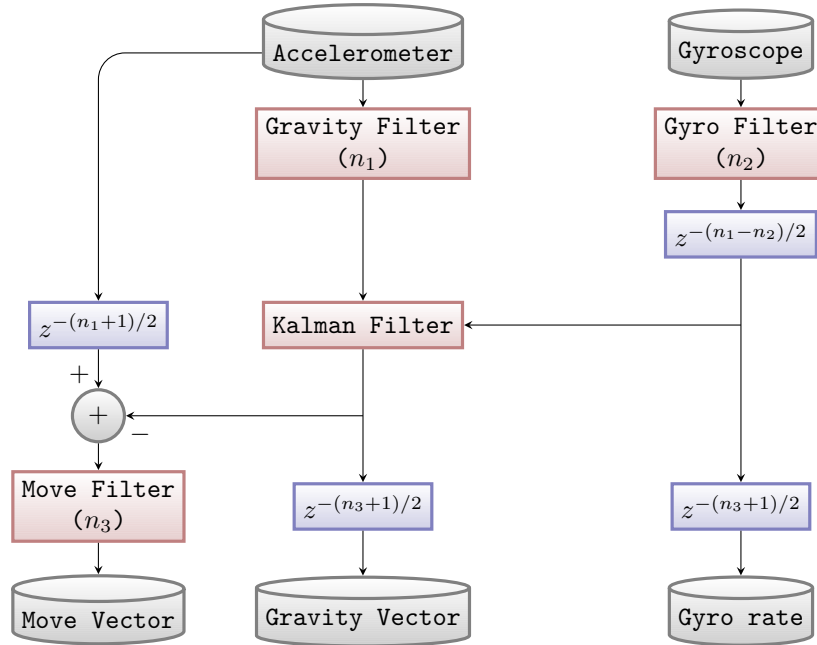 Accelerometer
Gyroscope
Gravity Filter
(n₁)
Gyro Filter
(n₂)
z^{-(n₁-n₂)/2}
z^{-(n₁+1)/2}
Kalman Filter
+
+
−
Move Filter
(n₃)
z^{-(n₃+1)/2}
z^{-(n₃+1)/2}
Move Vector
Gravity Vector
Gyro rate